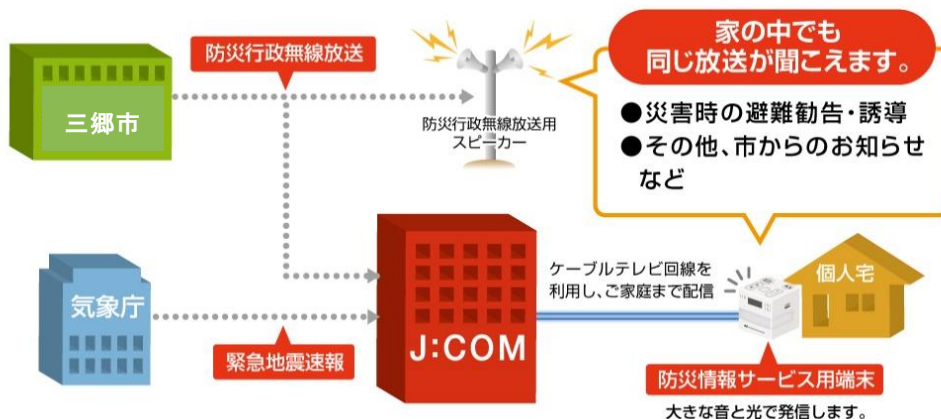 防災行政無線放送
三郷市
防災行政無線放送用
スピーカー
家の中でも
同じ放送が聞こえます。
●災害時の避難勧告・誘導
●その他、市からのお知らせ
など
気象庁
緊急地震速報
J:COM
ケーブルテレビ回線を
利用し、ご家庭まで配信
個人宅
防災情報サービス用端末
大きな音と光で発信します。